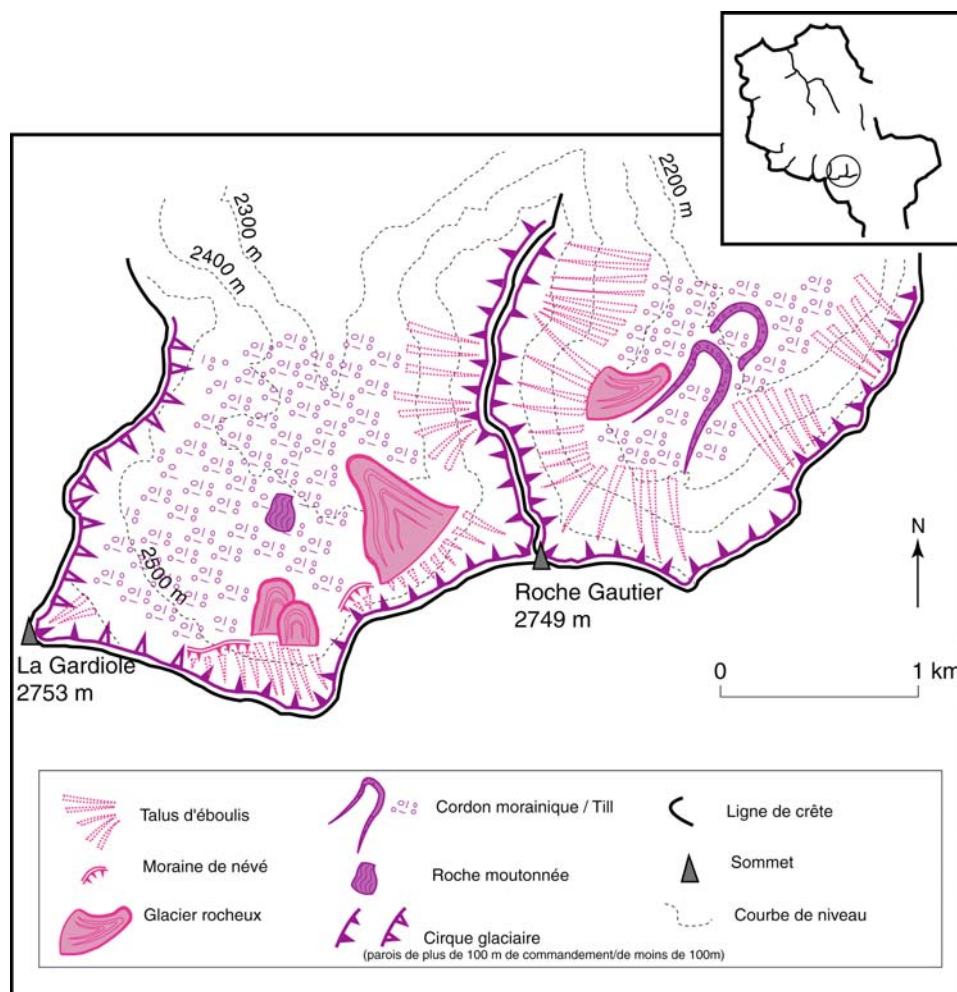 2200 m
2300 m
2400 m
2500 m
N
Roche Gautier
2749 m
La Gardiole
2753 m
0 1 km
Talus d'éboulis
Cordon morainique / Till
Ligne de crête
Moraine de névé
Roche moutonnée
Sommet
Glacier rocheux
Cirque glaciaire
(parois de plus de 100 m de commandement/de moins de 100m)
Courbe de niveau